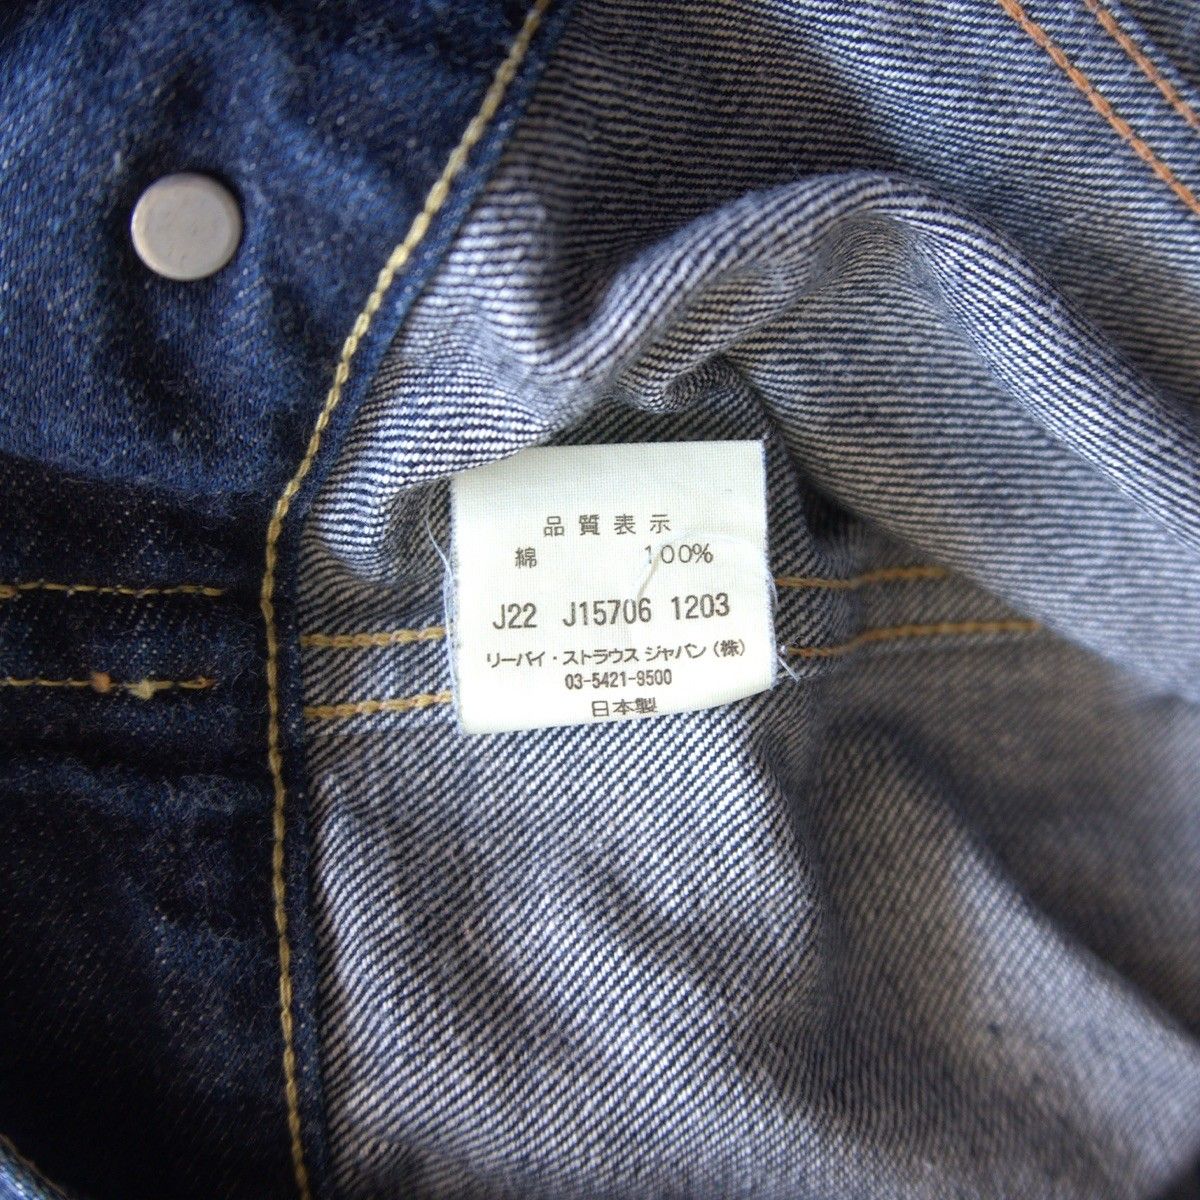 品質表示
綿 100%
J22 J15706 1203
リーバイ・ストラウス ジャパン(株)
03-5421-9500
日本製